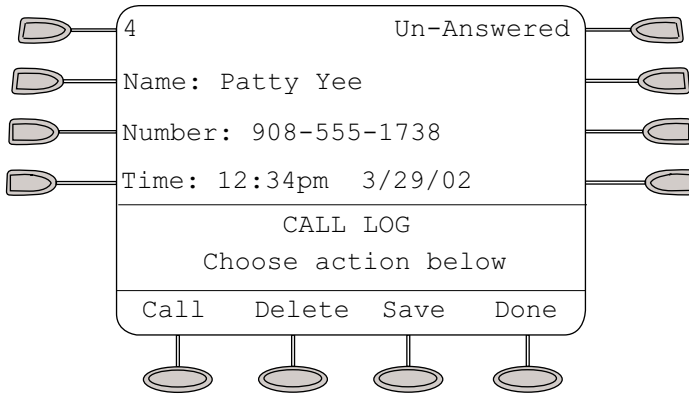 4 Un-Answered
Name: Patty Yee
Number: 908-555-1738
Time: 12:34pm 3/29/02
CALL LOG
Choose action below
Call Delete Save Done